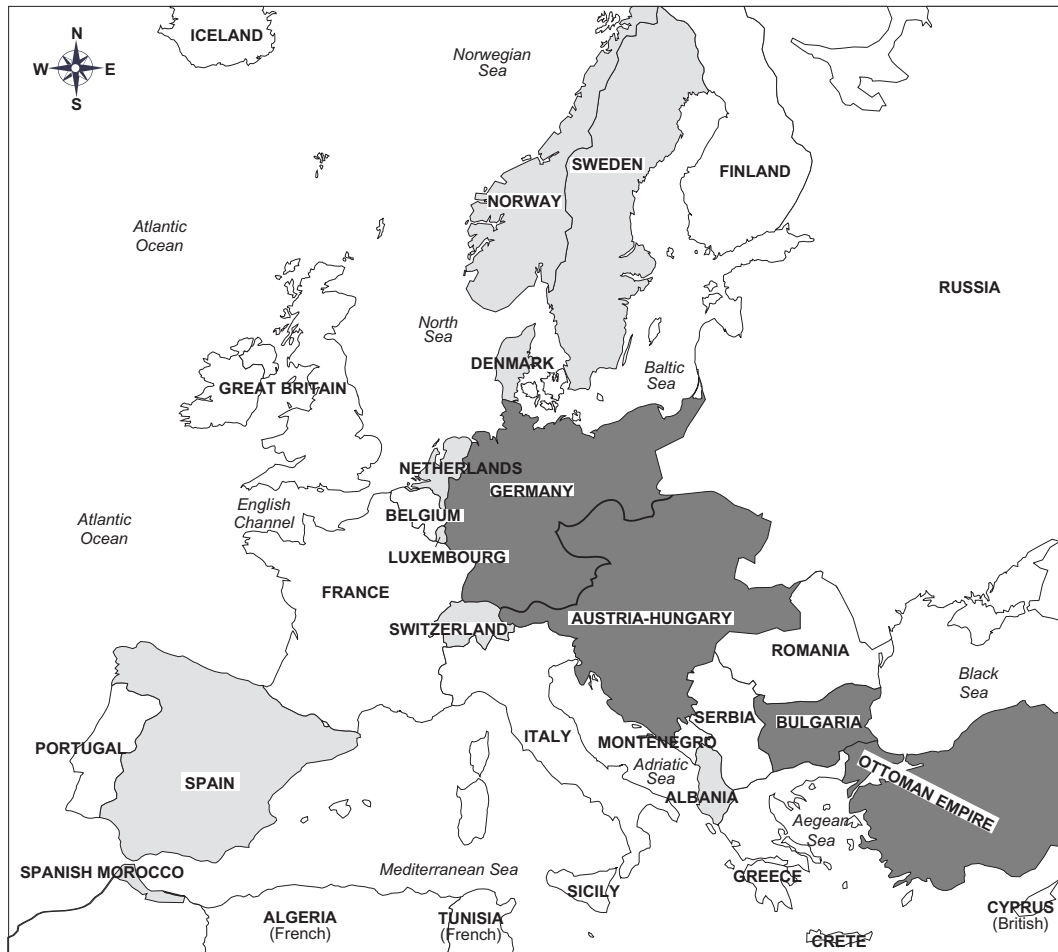 ICELAND
N
W E
S
Norwegian
Sea
SWEDEN
FINLAND
NORWAY
Atlantic
Ocean
RUSSIA
North
Sea
DENMARK
Baltic
Sea
GREAT BRITAIN
NETHERLANDS
GERMANY
English
Channel
BELGIUM
Atlantic
Ocean
LUXEMBOURG
FRANCE
AUSTRIA-HUNGARY
SWITZERLAND
ROMANIA
Black
Sea
SERBIA
BULGARIA
ITALY
MONTENEGRO
PORTUGAL
Adriatic
Sea
OTTOMAN EMPIRE
SPAIN
ALBANIA
Aegean
Sea
SPANISH MOROCCO
Mediterranean Sea
SICILY
GREECE
CYPRUS
(British)
ALGERIA
(French)
TUNISIA
(French)
CRETE